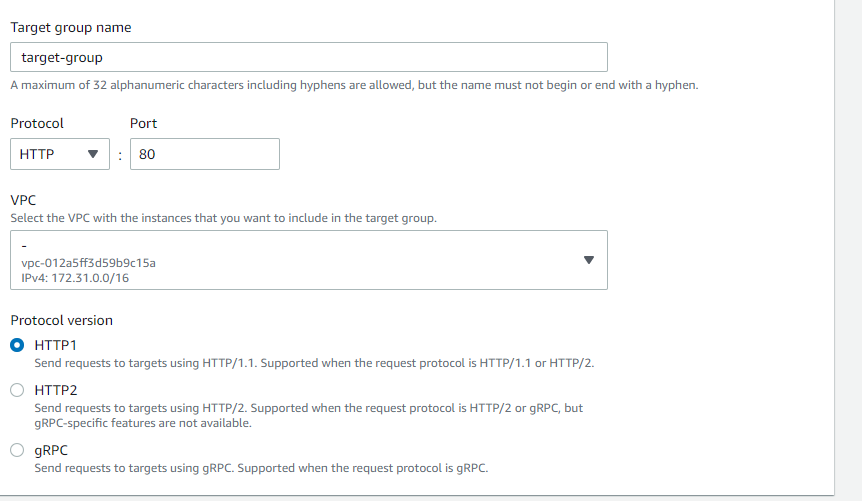 Target group name
target-group
A maximum of 32 alphanumeric characters including hyphens are allowed, but the name must not begin or end with a hyphen.
Protocol Port
HTTP : 80
VPC
Select the VPC with the instances that you want to include in the target group.
-
vpc-012a5ff3d59b9c15a
IPv4: 172.31.0.0/16
Protocol version
HTTP1
Send requests to targets using HTTP/1.1. Supported when the request protocol is HTTP/1.1 or HTTP/2.
HTTP2
Send requests to targets using HTTP/2. Supported when the request protocol is HTTP/2 or gRPC, but
gRPC-specific features are not available.
gRPC
Send requests to targets using gRPC. Supported when the request protocol is gRPC.